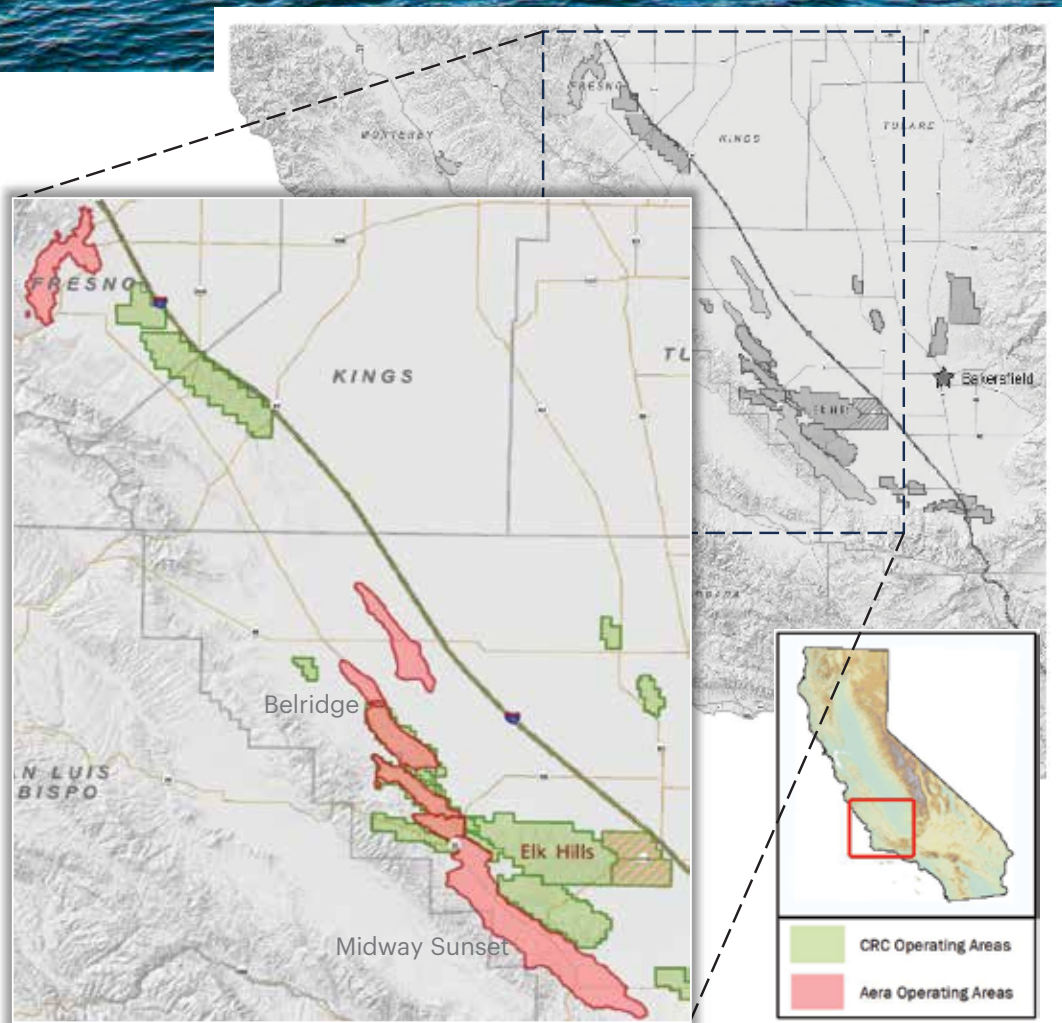 FRESNO
MONTEREY
KINGS
TULARE
Bakersfield
FRESNO
KINGS
TU
Belridge
N LUIS
BISPO
Elk Hills
Midway Sunset
CRC Operating Areas
Aera Operating Areas